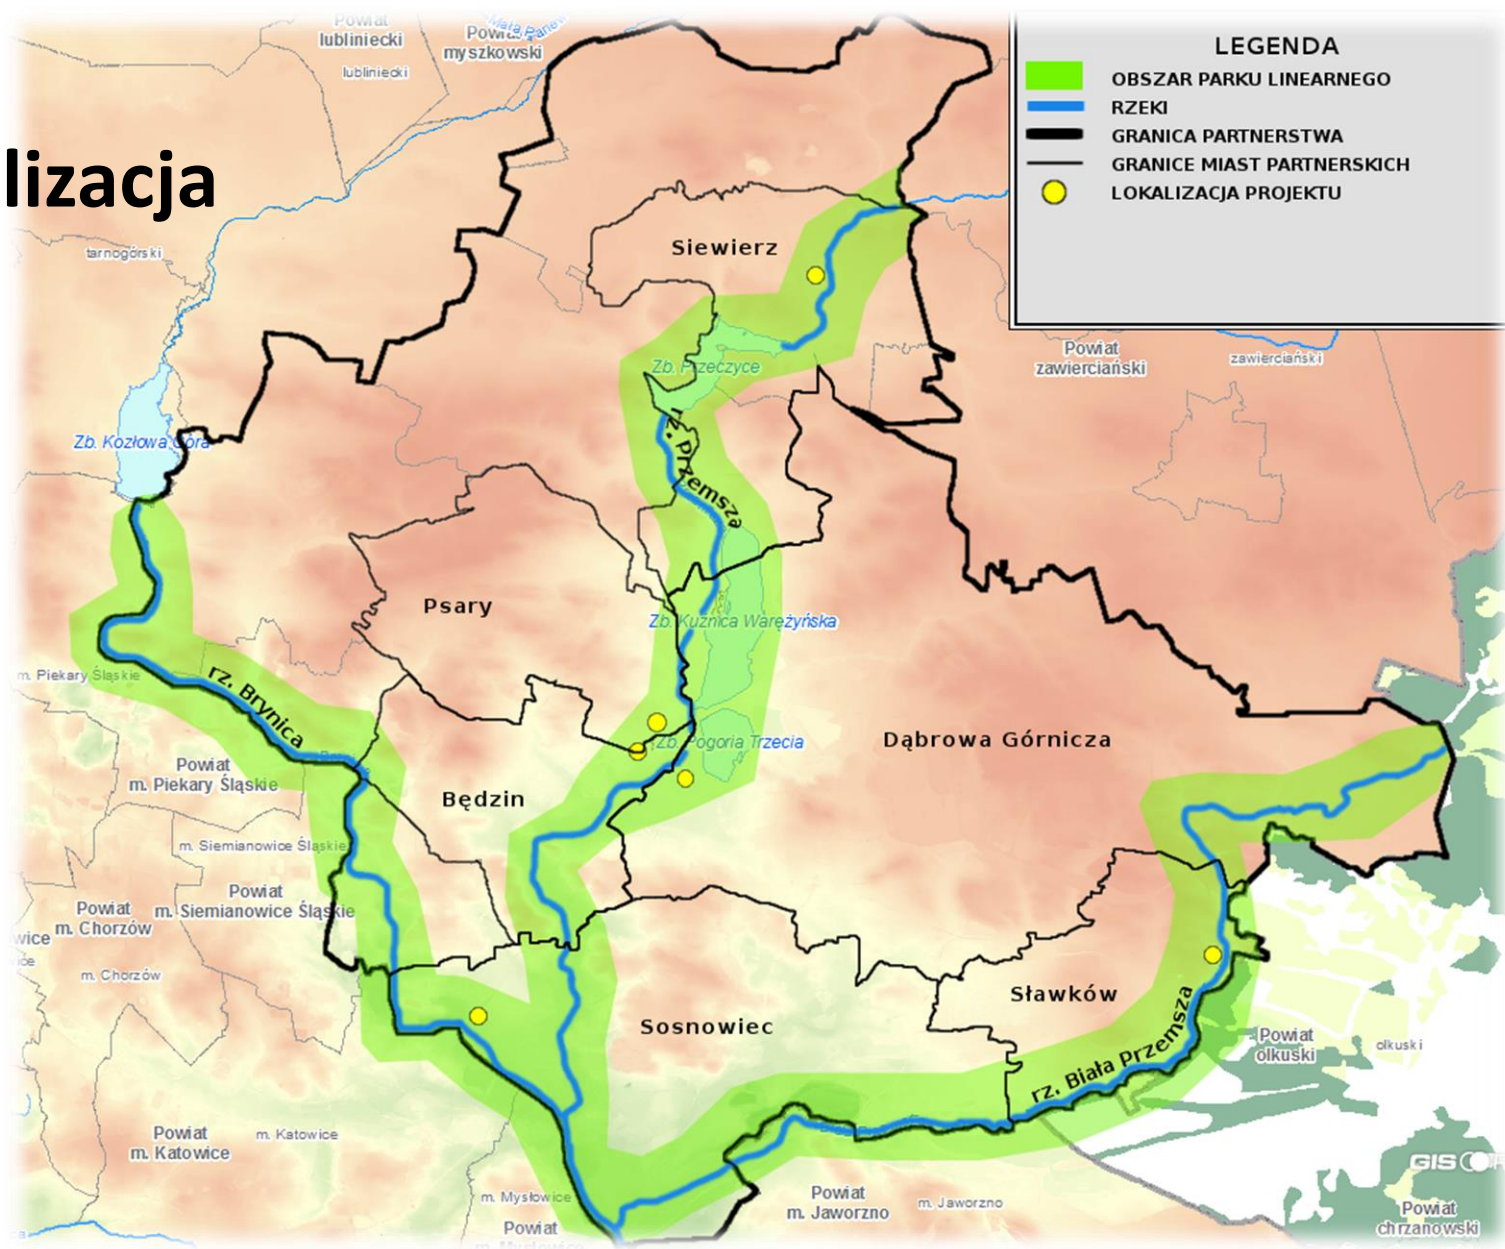 lizacja
LEGENDA
OBSZAR PARKU LINEARNEGO
RZEKI
GRANICA PARTNERSTWA
GRANICE MIAST PARTNERSKICH
LOKALIZACJA PROJEKTU
Powiat
lubliniecki
lubliniecki
myszkowski
tarnogórski
Siewierz
Powiat
zawierciański
zawierciański
Zb. Przeczyce
Zb. Kozłowa Góra
rz. Przemsza
Psary
Zb. Kuźnica Warężyńska
m. Piekary Śląskie
rz. Brynica
Zb. Pogoria Trzecia
Dąbrowa Górnicza
Powiat
m. Piekary Śląskie
Będzin
m. Siemianowice Śląskie
Powiat
m. Siemianowice Śląskie
Powiat
m. Chorzów
wice
m. Chorzów
Sławków
Sosnowiec
rz. Biała Przemsza
Powiat
olkuski
olkuski
Powiat
m. Katowice
m. Katowice
GIS
m. Mysłowice
Powiat
Powiat
m. Jaworzno
m. Jaworzno
Powiat
chrzanowski